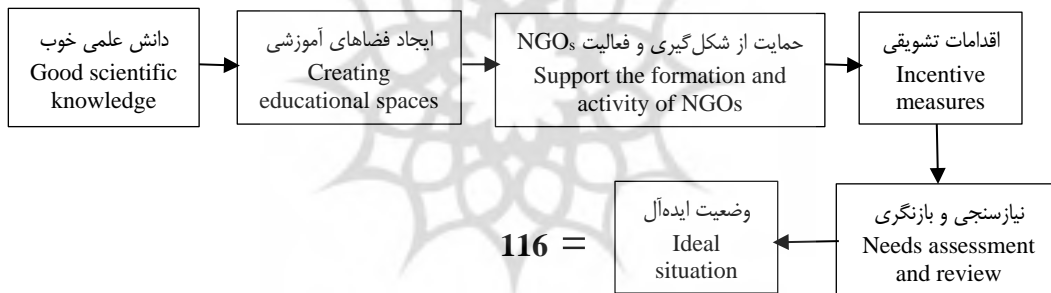 دانش علمی خوب
Good scientific
knowledge
ایجاد فضاهای آموزشی
Creating
educational spaces
حمایت از شکل‌گیری و فعالیت NGOs
Support the formation and
activity of NGOs
اقدامات تشویقی
Incentive
measures
نیازسنجی و بازنگری
Needs assessment
and review
وضعیت ایده‌آل
Ideal
situation
116 =